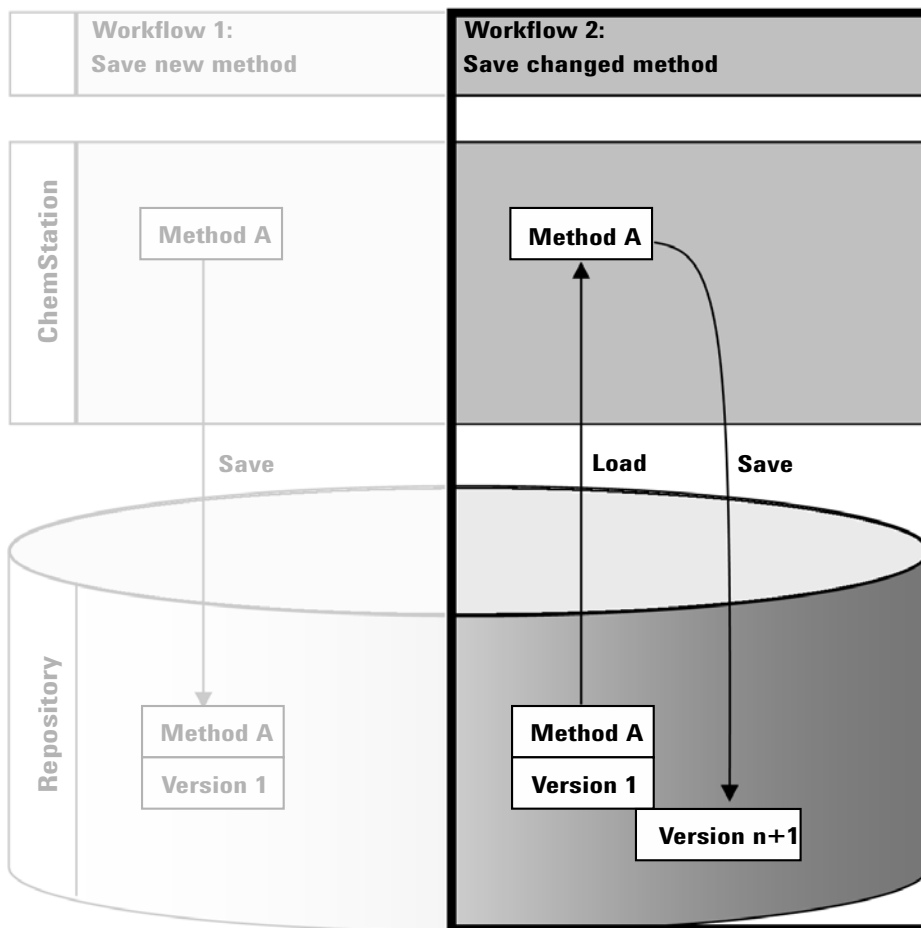 Workflow 1:
Save new method
Workflow 2:
Save changed method
ChemStation
Method A
Method A
Save
Load
Save
Repository
Method A
Version 1
Method A
Version 1
Version n+1